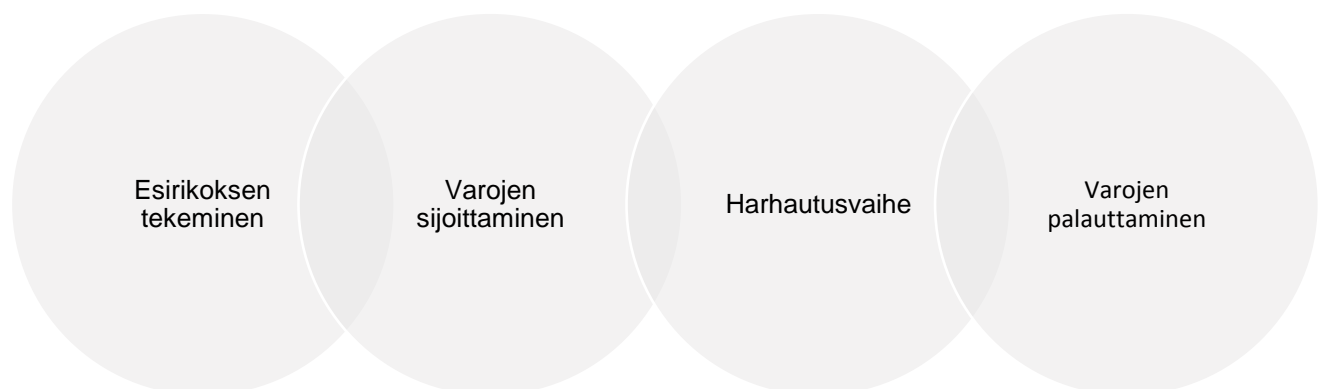 Esirikoksen
tekeminen
Varojen
sijoittaminen
Harhautusvaihe
Varojen
palauttaminen